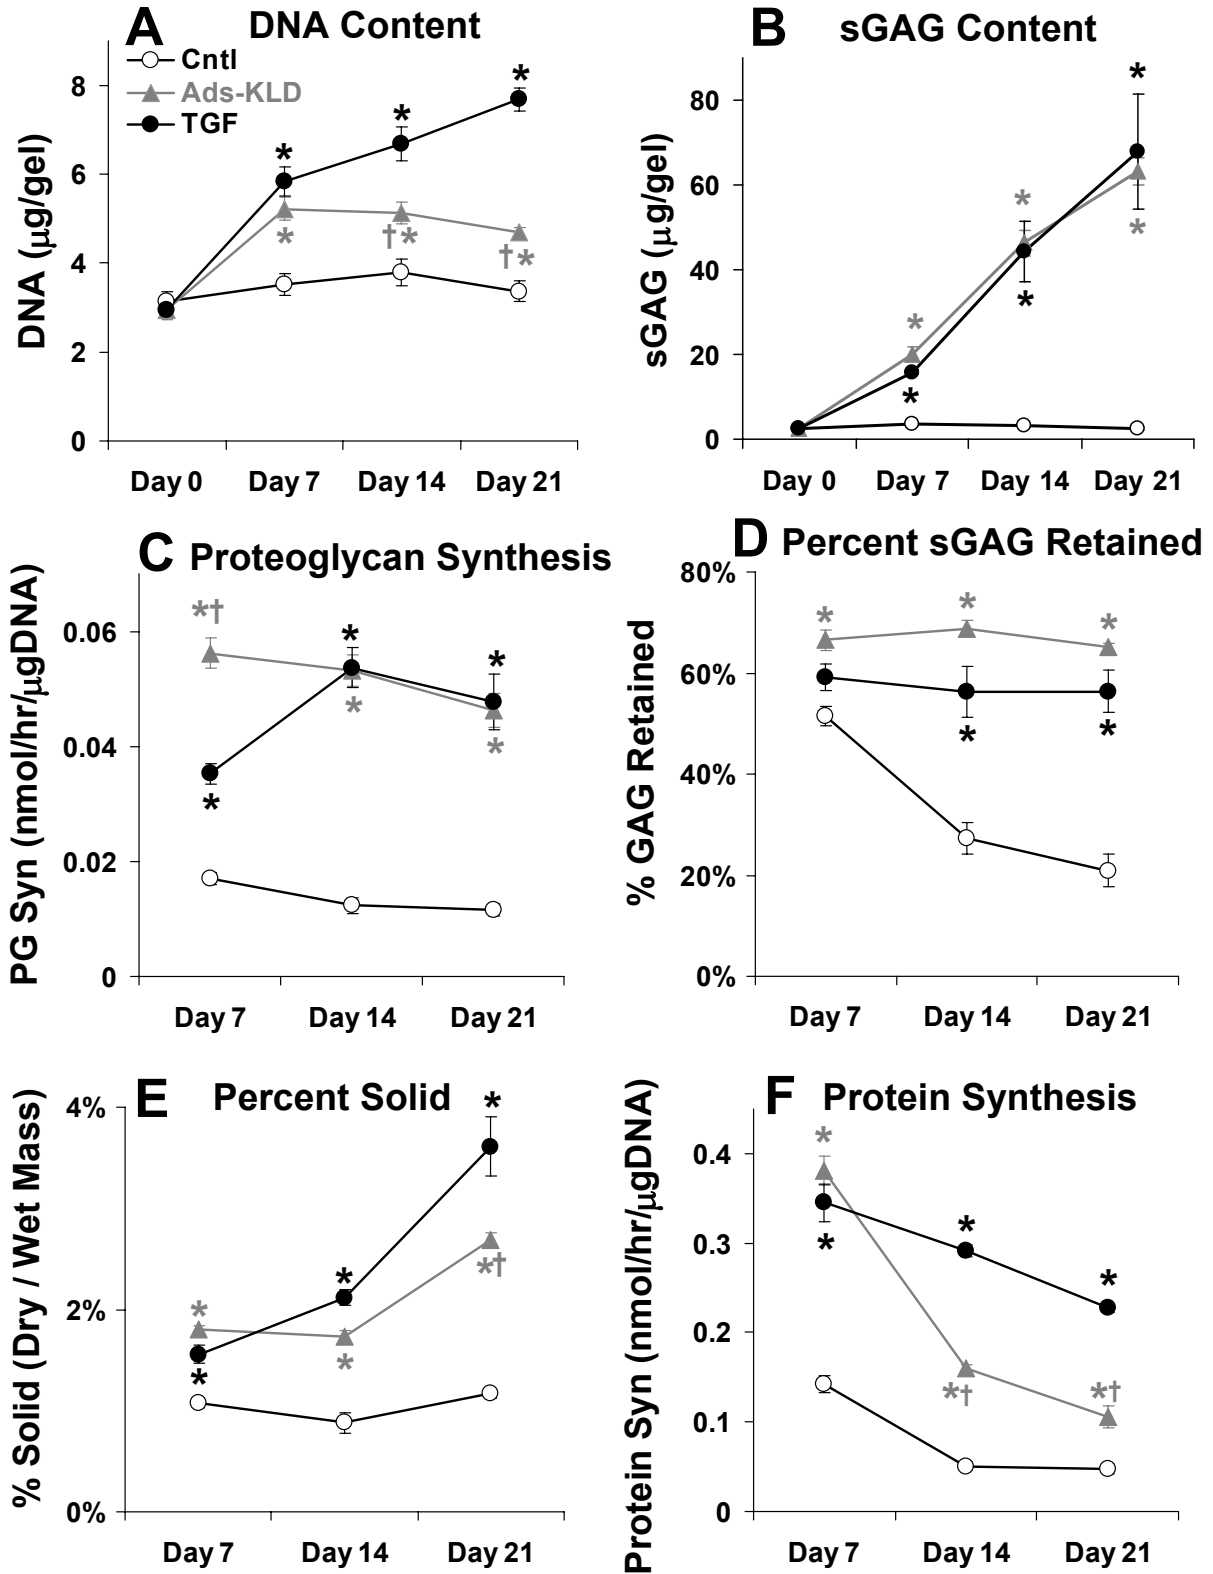 A DNA Content
Cntl
Ads-KLD
TGF
DNA (μg/gel)
8
6
4
2
0
*
*
*
*
†*
†*
Day 0 Day 7 Day 14 Day 21
B sGAG Content
sGAG (μg/gel)
80
60
40
20
0
*
*
*
*
*
*
Day 0 Day 7 Day 14 Day 21
C Proteoglycan Synthesis
PG Syn (nmol/hr/μgDNA)
0.06
0.04
0.02
0
*†
*
*
*
*
*
Day 7 Day 14 Day 21
D Percent sGAG Retained
% GAG Retained
80%
60%
40%
20%
0%
*
*
*
*
*
Day 7 Day 14 Day 21
E Percent Solid
% Solid (Dry / Wet Mass)
4%
2%
0%
*
*
*
*
*
*†
Day 7 Day 14 Day 21
F Protein Synthesis
Protein Syn (nmol/hr/μgDNA)
0.4
0.3
0.2
0.1
0
*
*
*
*
*†
*†
Day 7 Day 14 Day 21